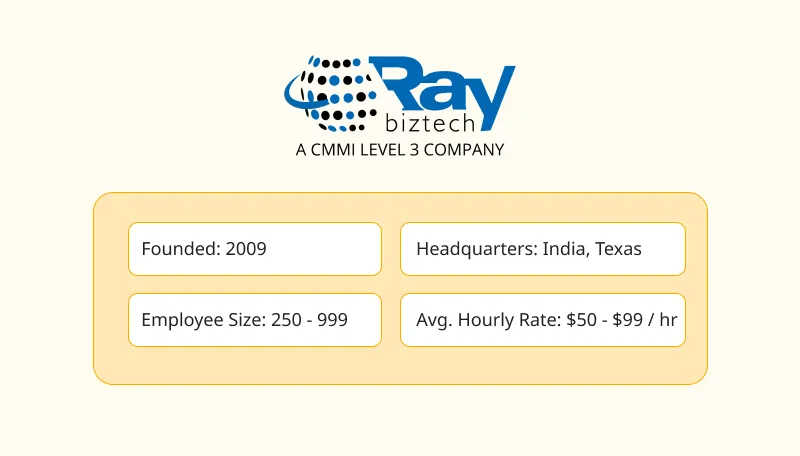 Ray
biztech
A CMMI LEVEL 3 COMPANY
Founded: 2009
Headquarters: India, Texas
Employee Size: 250 - 999
Avg. Hourly Rate: $50 - $99 / hr